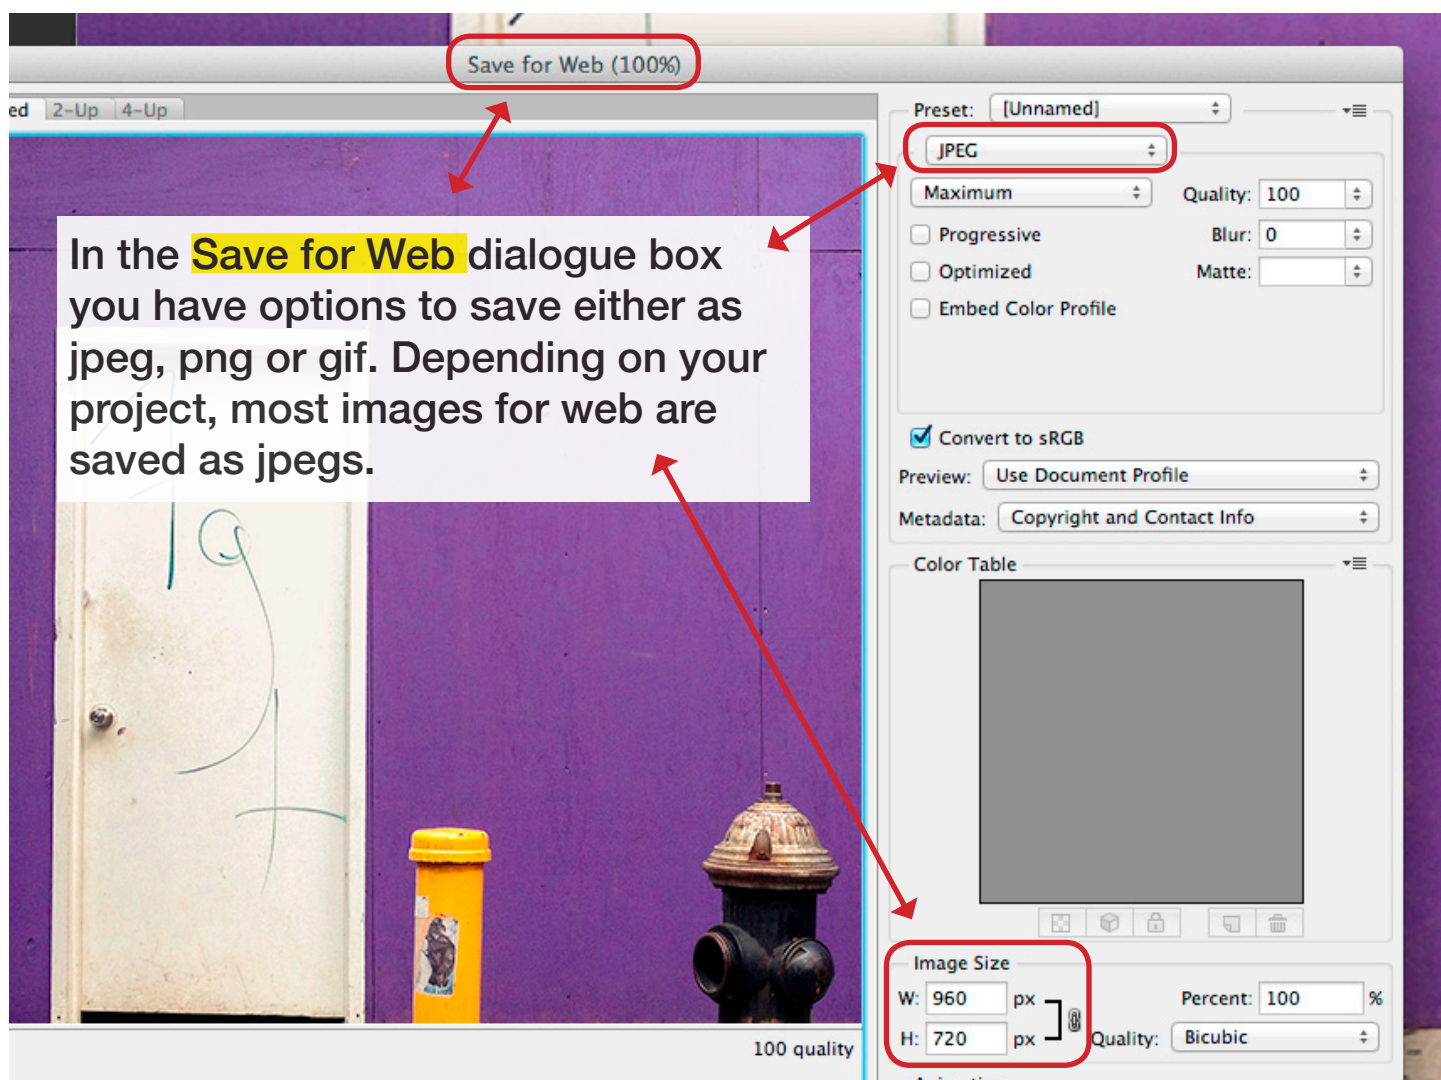 Save for Web (100%)
ed 2-Up 4-Up
Preset: [Unnamed]
JPEG
Maximum Quality: 100
Progressive Blur: 0
Optimized Matte:
Embed Color Profile
In the Save for Web dialogue box
you have options to save either as
jpeg, png or gif. Depending on your
project, most images for web are
saved as jpegs.
Convert to sRGB
Preview: Use Document Profile
Metadata: Copyright and Contact Info
Color Table
Image Size
W: 960 px Percent: 100 %
H: 720 px Quality: Bicubic
100 quality